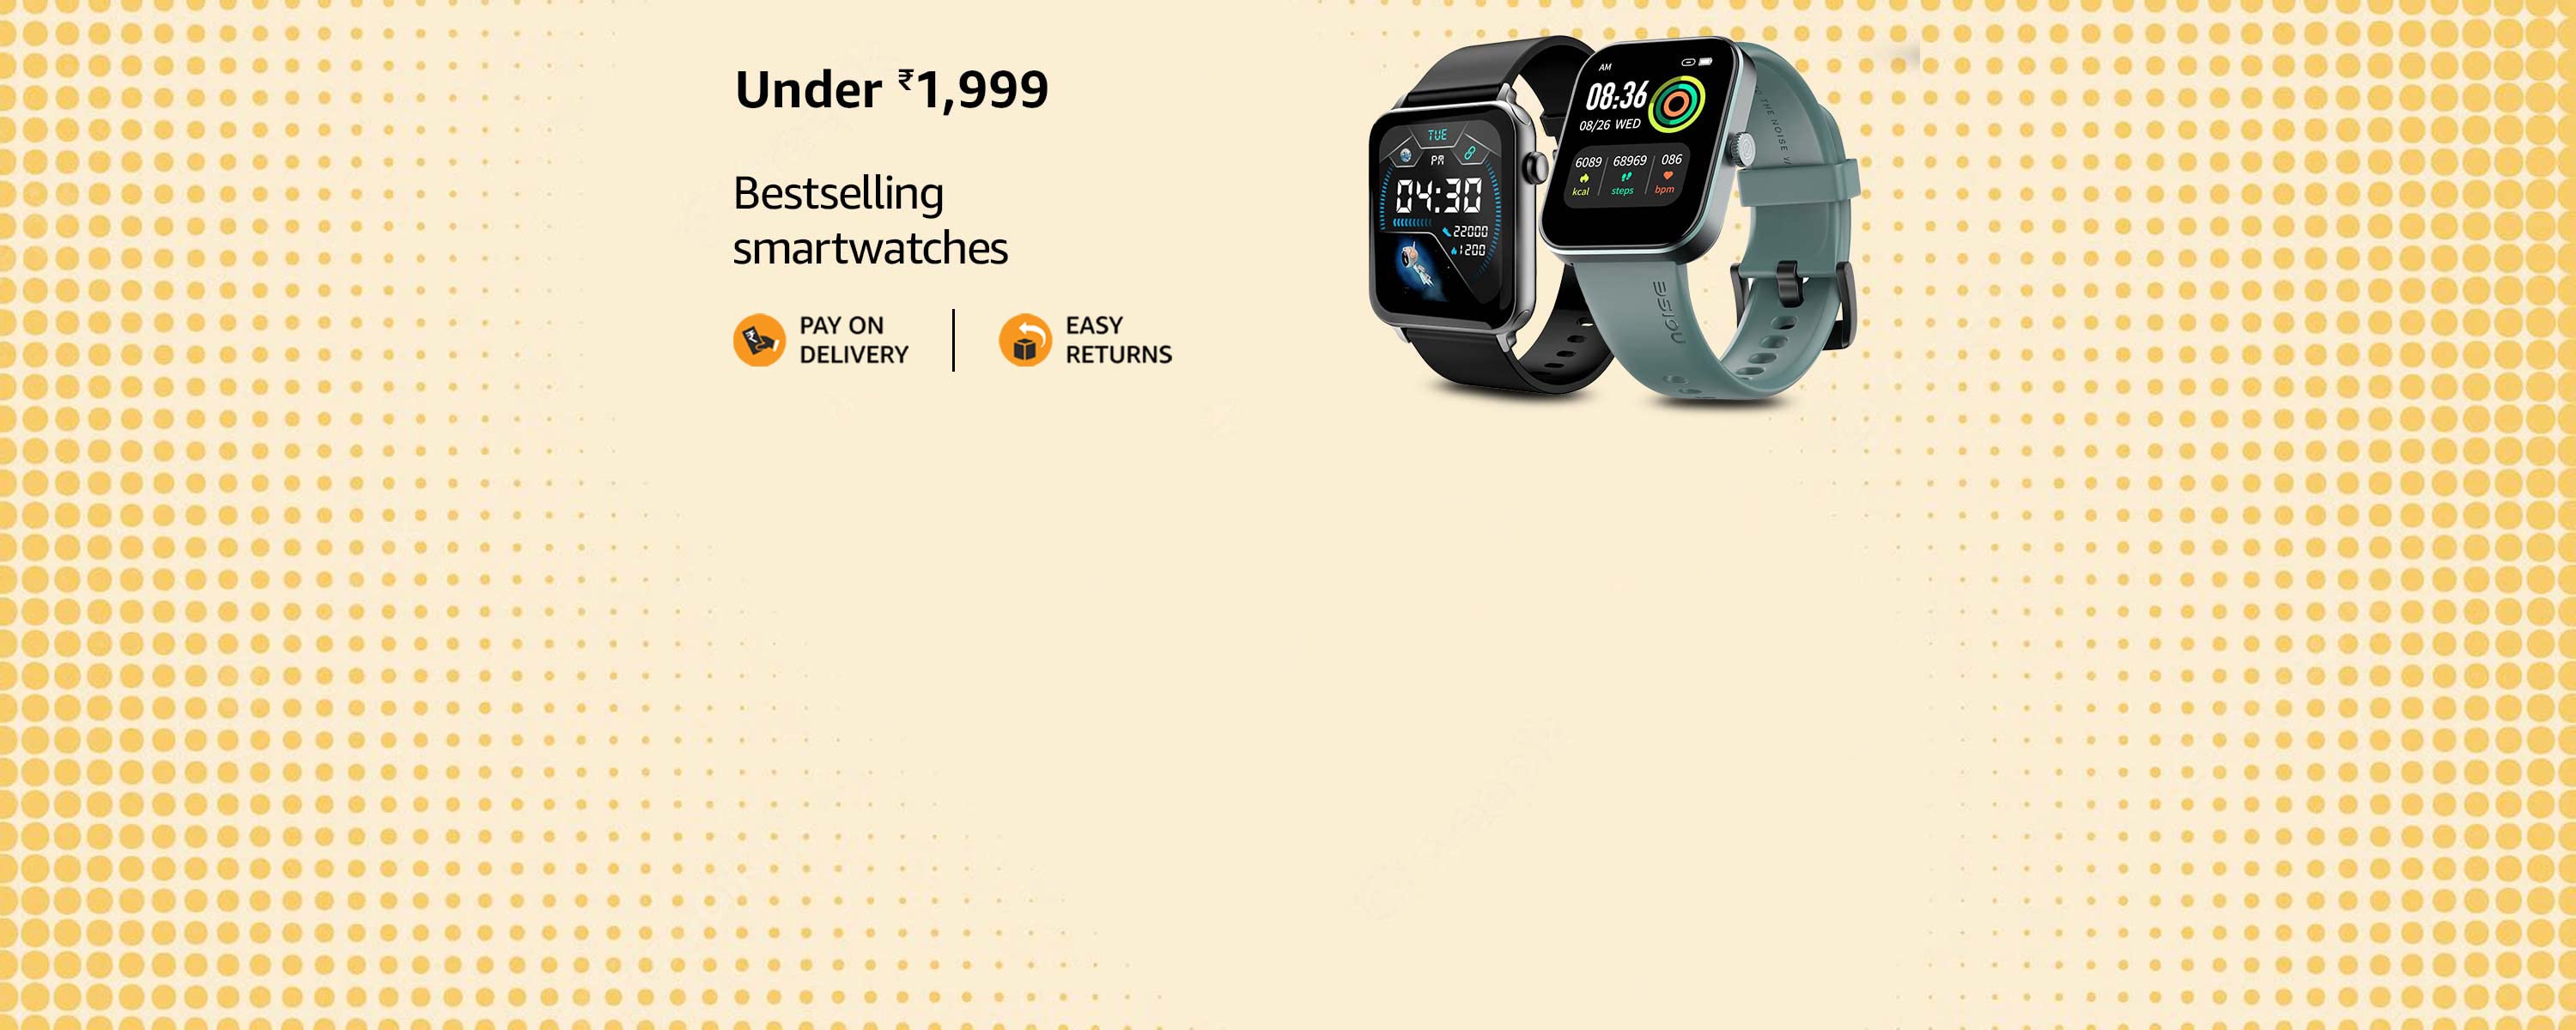 Under ₹1,999
Bestselling
smartwatches
PAY ON
DELIVERY
EASY
RETURNS
TUE
PM
04:30
22000
1200
AM
08:36
08/26 WED
6089 68969 086
kcal steps bpm
noise